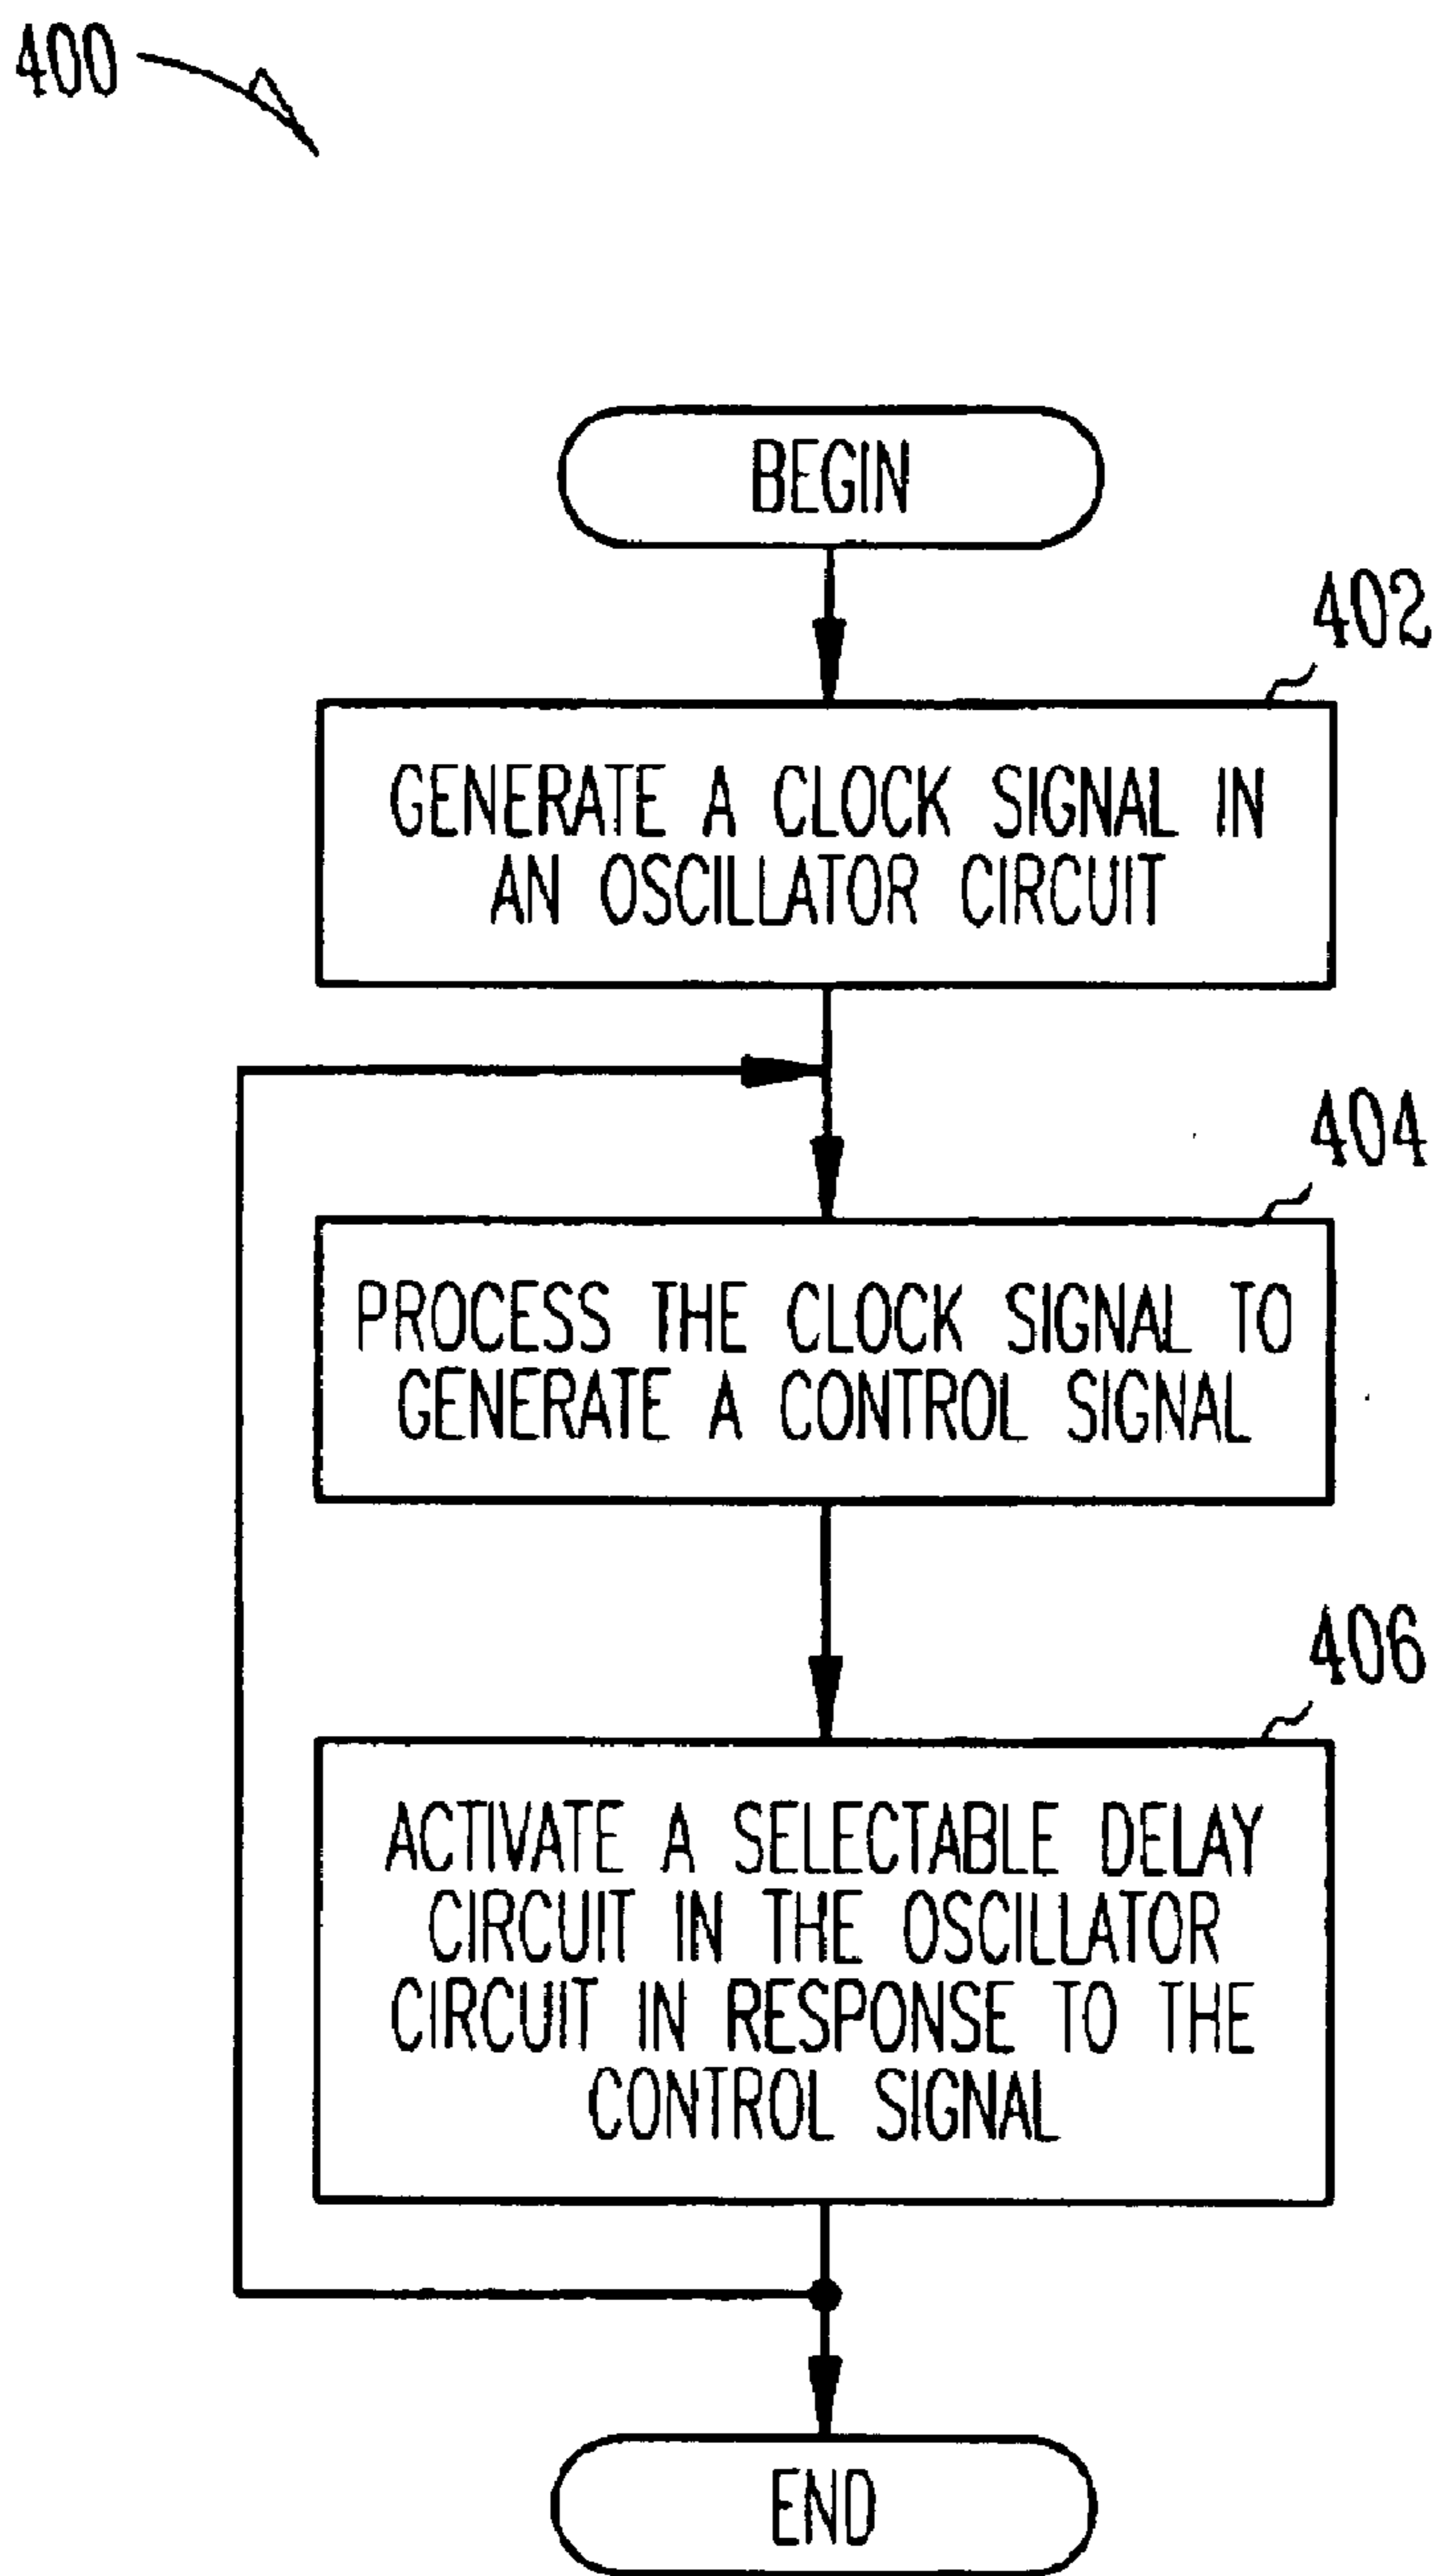 400
BEGIN
402
GENERATE A CLOCK SIGNAL IN
AN OSCILLATOR CIRCUIT
404
PROCESS THE CLOCK SIGNAL TO
GENERATE A CONTROL SIGNAL
406
ACTIVATE A SELECTABLE DELAY
CIRCUIT IN THE OSCILLATOR
CIRCUIT IN RESPONSE TO THE
CONTROL SIGNAL
END